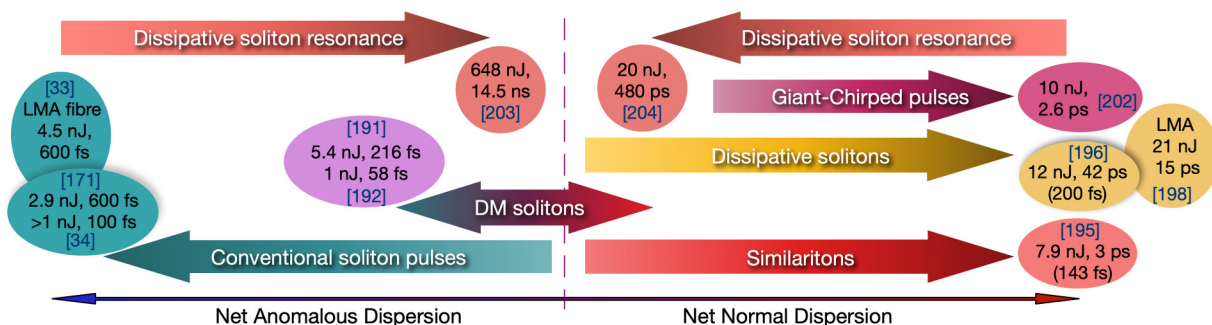 Dissipative soliton resonance
Dissipative soliton resonance
[33]
LMA fibre
4.5 nJ,
600 fs
648 nJ,
14.5 ns
[203]
20 nJ,
480 ps
[204]
Giant-Chirped pulses
10 nJ,
2.6 ps
[202]
[191]
5.4 nJ, 216 fs
1 nJ, 58 fs
[192]
Dissipative solitons
LMA
21 nJ
15 ps
[198]
[196]
12 nJ, 42 ps
(200 fs)
[171]
2.9 nJ, 600 fs
>1 nJ, 100 fs
[34]
DM solitons
Conventional soliton pulses
Similaritons
[195]
7.9 nJ, 3 ps
(143 fs)
Net Anomalous Dispersion
Net Normal Dispersion